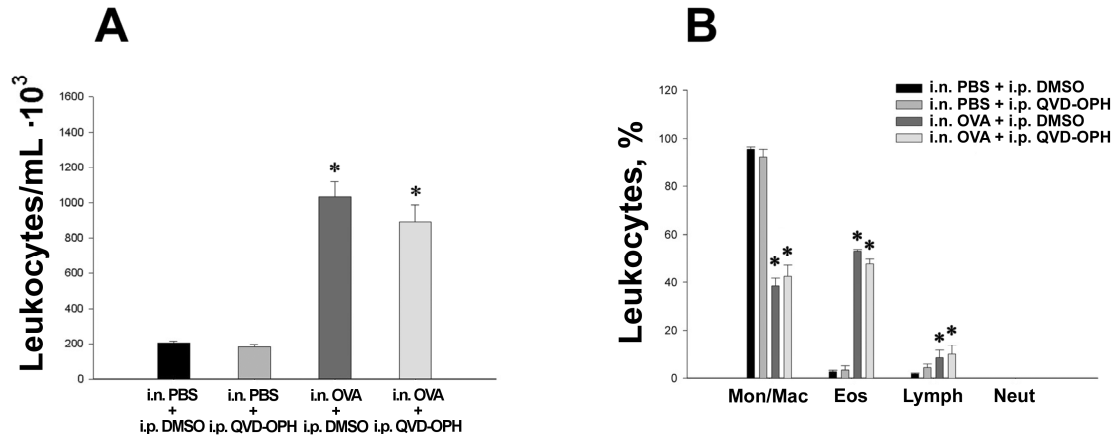 A
Leukocytes/mL ·10³
1600
1400
1200
1000
800
600
400
200
0
*
*
i.n. PBS
+
i.p. DMSO
i.n. PBS
+
i.p. QVD-OPH
i.n. OVA
+
i.p. DMSO
i.n. OVA
+
i.p. QVD-OPH
B
Leukocytes, %
120
100
80
60
40
20
0
i.n. PBS + i.p. DMSO
i.n. PBS + i.p. QVD-OPH
i.n. OVA + i.p. DMSO
i.n. OVA + i.p. QVD-OPH
* *
* *
* *
Mon/Mac Eos Lymph Neut